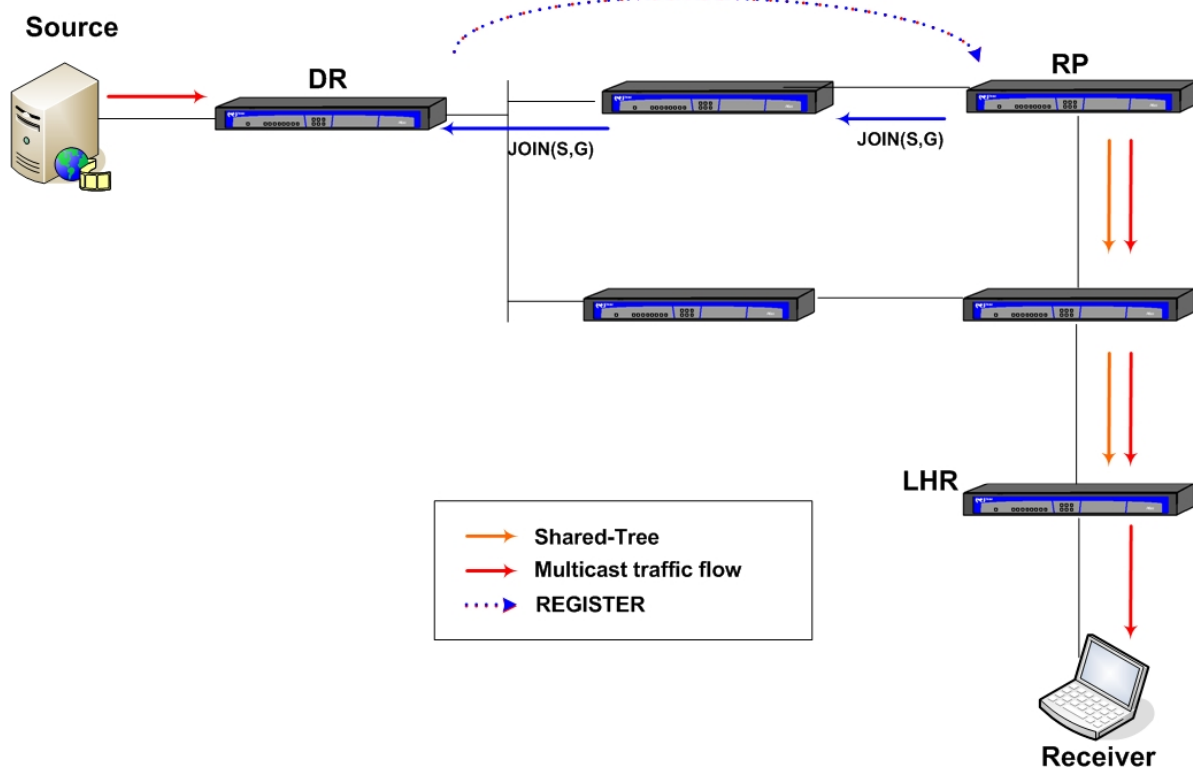 Source
DR
RP
JOIN(S,G)
JOIN(S,G)
LHR
Shared-Tree
Multicast traffic flow
REGISTER
Receiver